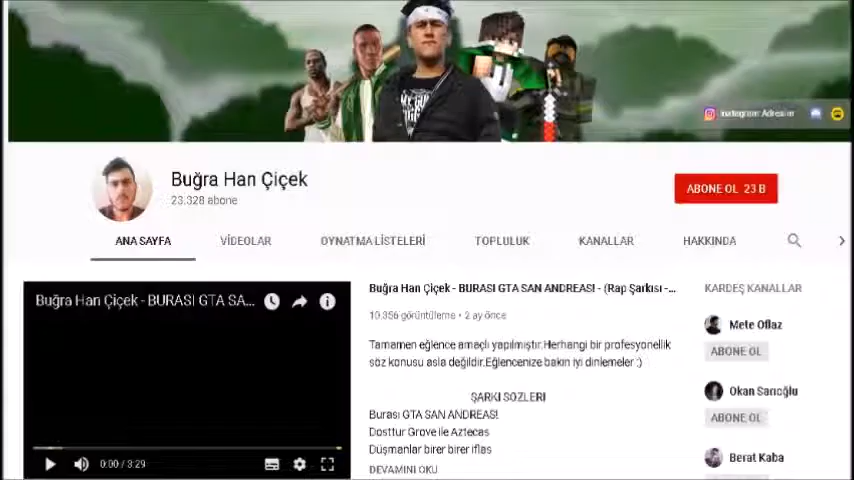 Instagram Adresim
Buğra Han Çiçek
23.328 abone
ABONE OL 23 B
ANA SAYFA
VİDEOLAR
OYNATMA LİSTELERİ
TOPLULUK
KANALLAR
HAKKINDA
Buğra Han Çiçek - BURASI GTA SA...
0:00 / 3:29
Buğra Han Çiçek - BURASI GTA SAN ANDREAS! - (Rap Şarkısı -...
10.356 görüntüleme • 2 ay önce
Tamamen eğlence amaçlı yapılmıştır.Herhangi bir profesyonellik
söz konusu asla değildir.Eğlencenize bakın iyi dinlemeler :)
ŞARKI SÖZLERİ
Burası GTA SAN ANDREAS!
Dosttur Grove ile Aztecas
Düşmanlar birer birer iflas
DEVAMINI OKU
KARDEŞ KANALLAR
Mete Oflaz
ABONE OL
Okan Sarıoğlu
ABONE OL
Berat Kaba